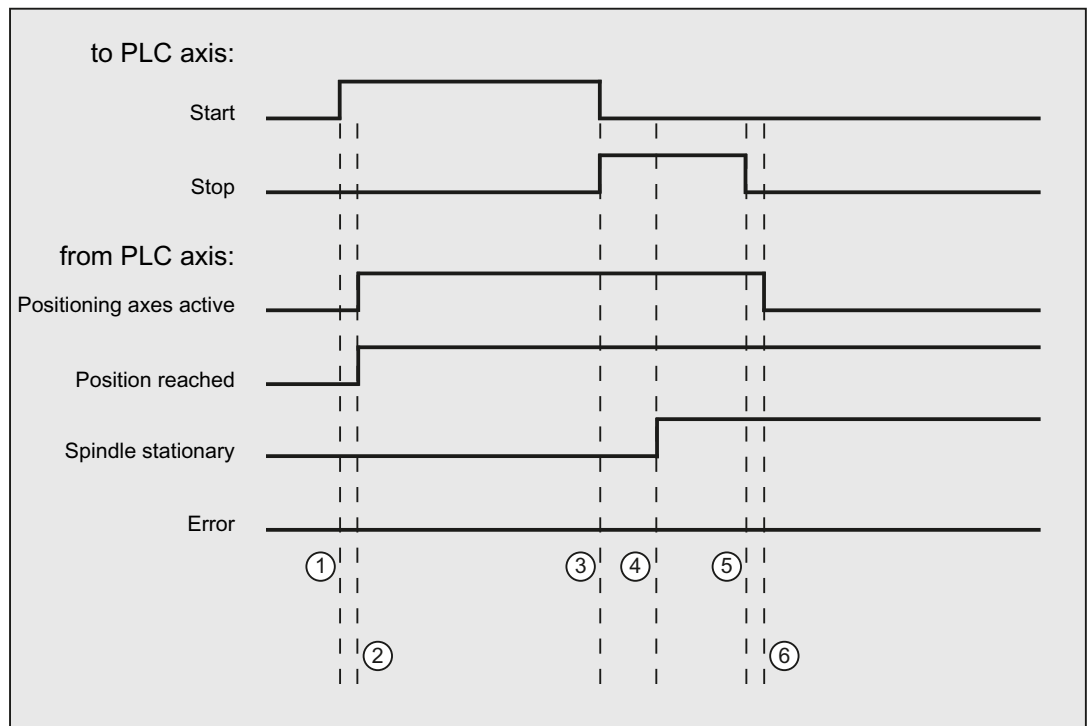 to PLC axis:
Start
Stop
from PLC axis:
Positioning axes active
Position reached
Spindle stationary
Error
1
3
4
5
2
6